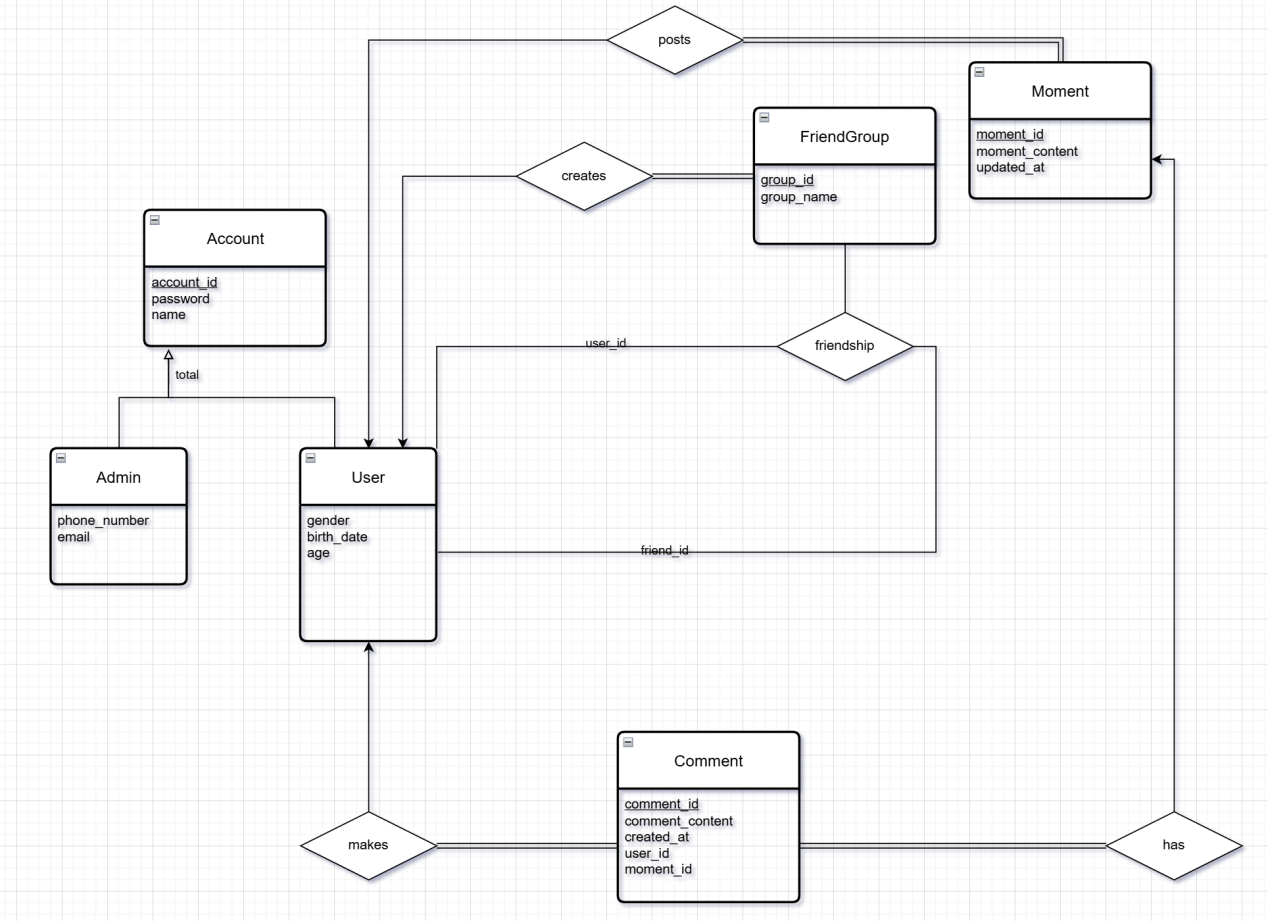 posts
Moment
moment_id
moment_content
updated_at
FriendGroup
group_id
group_name
creates
Account
account_id
password
name
total
user_id
friendship
Admin
phone_number
email
User
gender
birth_date
age
friend_id
Comment
comment_id
comment_content
created_at
user_id
moment_id
makes
has